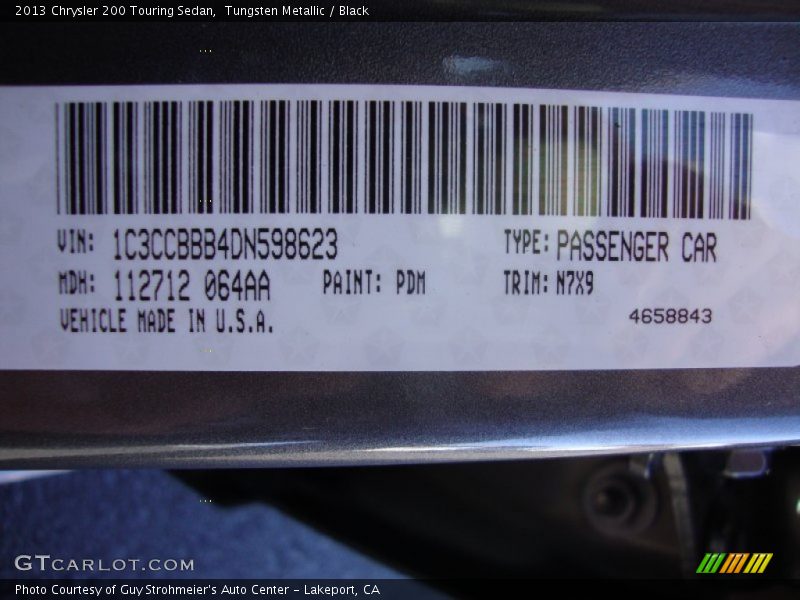 2013 Chrysler 200 Touring Sedan,  Tungsten Metallic / Black
VIN: 1C3CCBBB4DN598623 TYPE: PASSENGER CAR
MDH: 112712 064AA PAINT: PDM TRIM: N7X9
VEHICLE MADE IN U.S.A. 4658843
GTCARLOT.COM
Photo Courtesy of Guy Strohmeier's Auto Center – Lakeport, CA